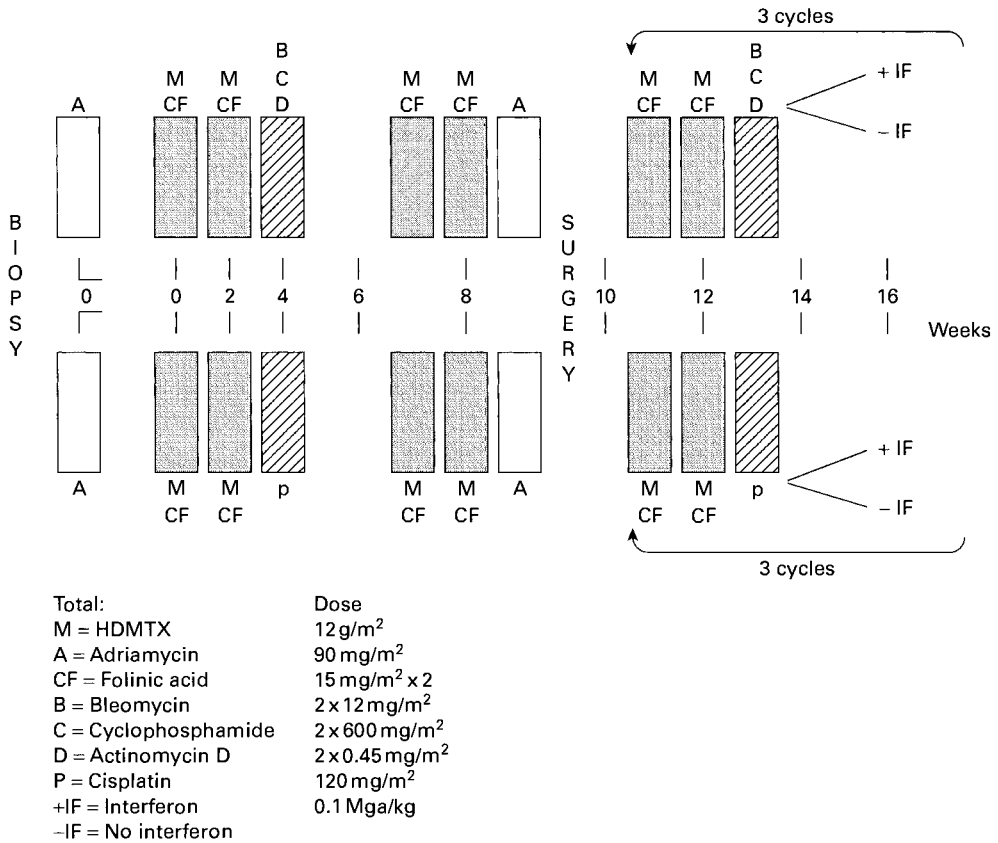 3 cycles
B
M M C
A CF CF D
M M
CF CF A
B
M M C
CF CF D
+ IF
– IF
BIOPSY
SURGERY
0 0 2 4 6 8 10 12 14 16
Weeks
A
M M p
CF CF
M M A
CF CF
M M p
CF CF
+ IF
– IF
3 cycles
Total: Dose
M = HDMTX 12 g/m²
A = Adriamycin 90 mg/m²
CF = Folinic acid 15 mg/m² x 2
B = Bleomycin 2 x 12 mg/m²
C = Cyclophosphamide 2 x 600 mg/m²
D = Actinomycin D 2 x 0.45 mg/m²
P = Cisplatin 120 mg/m²
+IF = Interferon 0.1 Mga/kg
–IF = No interferon